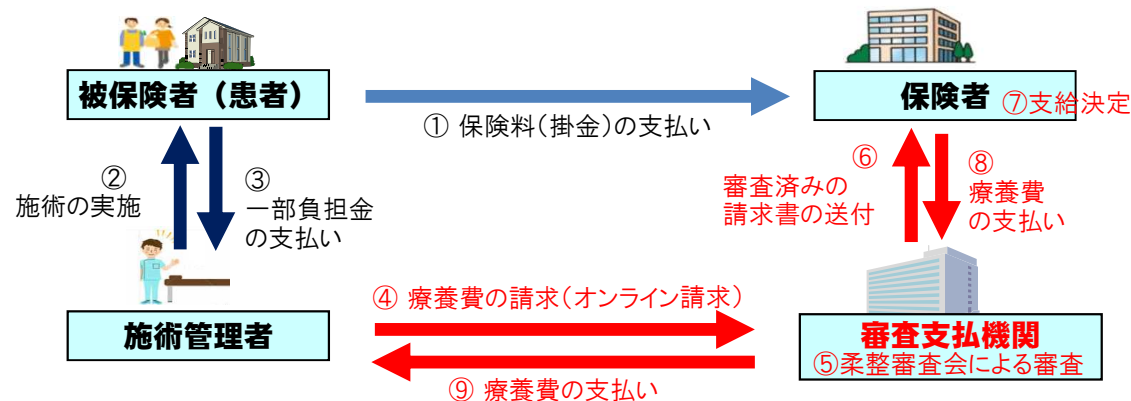 被保険者（患者）
保険者
⑦支給決定
① 保険料（掛金）の支払い
②
施術の実施
③
一部負担金
の支払い
⑥
審査済みの
請求書の送付
⑧
療養費
の支払い
④ 療養費の請求（オンライン請求）
施術管理者
審査支払機関
⑤柔整審査会による審査
⑨ 療養費の支払い